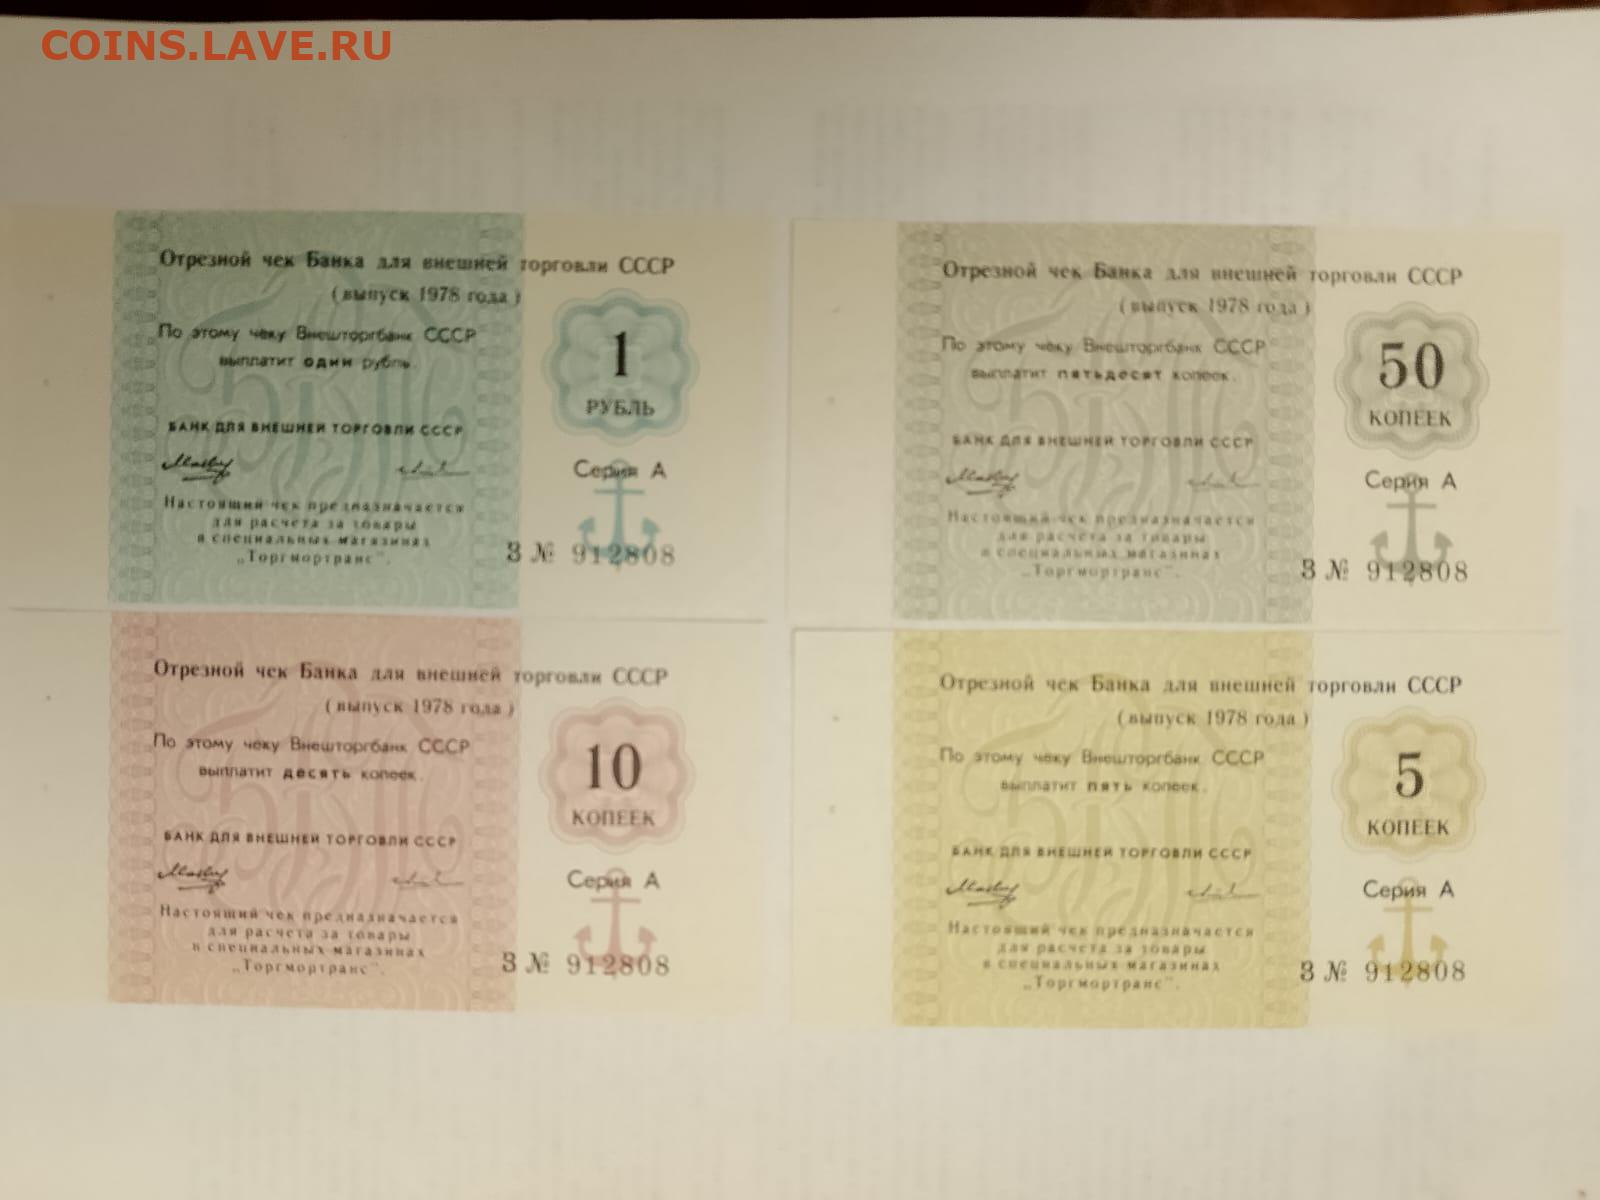 COINS.LAVE.RU
Отрезной чек Банка для внешней торговли СССР
(выпуск 1978 года)
По этому чеку Внешторгбанк СССР
выплатит один рубль.
1
РУБЛЬ
БАНК ДЛЯ ВНЕШНЕЙ ТОРГОВЛИ СССР
Серия А
Настоящий чек предназначается
для расчета за товары
в специальных магазинах
„Торгмортранс".
З № 912808
Отрезной чек Банка для внешней торговли СССР
(выпуск 1978 года)
По этому чеку Внешторгбанк СССР
выплатит пятьдесят копеек.
50
КОПЕЕК
БАНК ДЛЯ ВНЕШНЕЙ ТОРГОВЛИ СССР
Серия А
Настоящий чек предназначается
для расчета за товары
в специальных магазинах
„Торгмортранс".
З № 912808
Отрезной чек Банка для внешней торговли СССР
(выпуск 1978 года)
По этому чеку Внешторгбанк СССР
выплатит десять копеек.
10
КОПЕЕК
БАНК ДЛЯ ВНЕШНЕЙ ТОРГОВЛИ СССР
Серия А
Настоящий чек предназначается
для расчета за товары
в специальных магазинах
„Торгмортранс".
З № 912808
Отрезной чек Банка для внешней торговли СССР
(выпуск 1978 года)
По этому чеку Внешторгбанк СССР
выплатит пять копеек.
5
КОПЕЕК
БАНК ДЛЯ ВНЕШНЕЙ ТОРГОВЛИ СССР
Серия А
Настоящий чек предназначается
для расчета за товары
в специальных магазинах
„Торгмортранс".
З № 912808